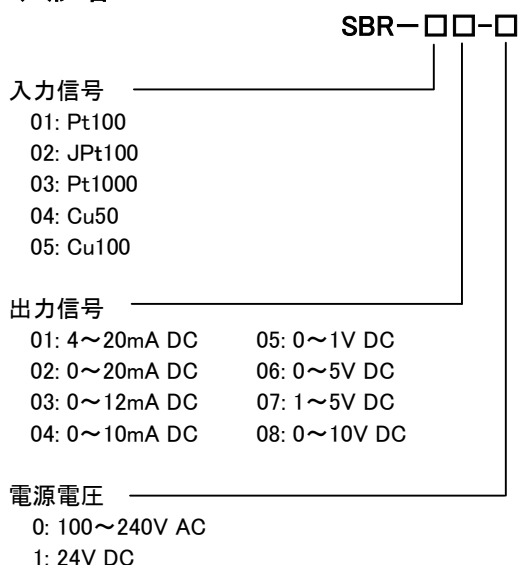 SBR－□□-□
入力信号
01: Pt100
02: JPt100
03: Pt1000
04: Cu50
05: Cu100
出力信号
01: 4～20mA DC 05: 0～1V DC
02: 0～20mA DC 06: 0～5V DC
03: 0～12mA DC 07: 1～5V DC
04: 0～10mA DC 08: 0～10V DC
電源電圧
0: 100～240V AC
1: 24V DC